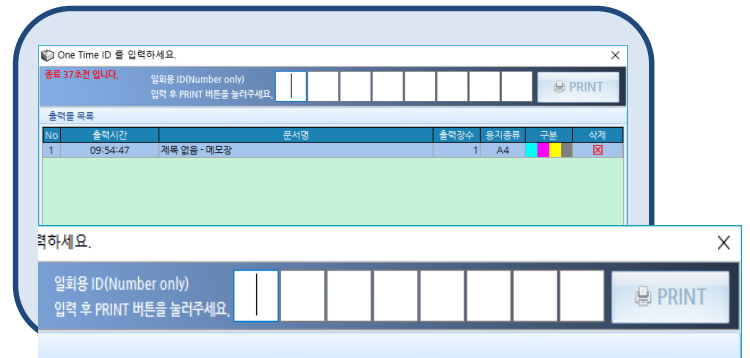 One Time ID 를 입력하세요.
종료 37초전 입니다.
일회용 ID(Number only)
입력 후 PRINT 버튼을 눌러주세요.
PRINT
출력물 목록
No 출력시간 문서명 출력장수 용지종류 구분 삭제
1 09:54:47 제목 없음 - 메모장 1 A4
력하세요.
일회용 ID(Number only)
입력 후 PRINT 버튼을 눌러주세요.
PRINT